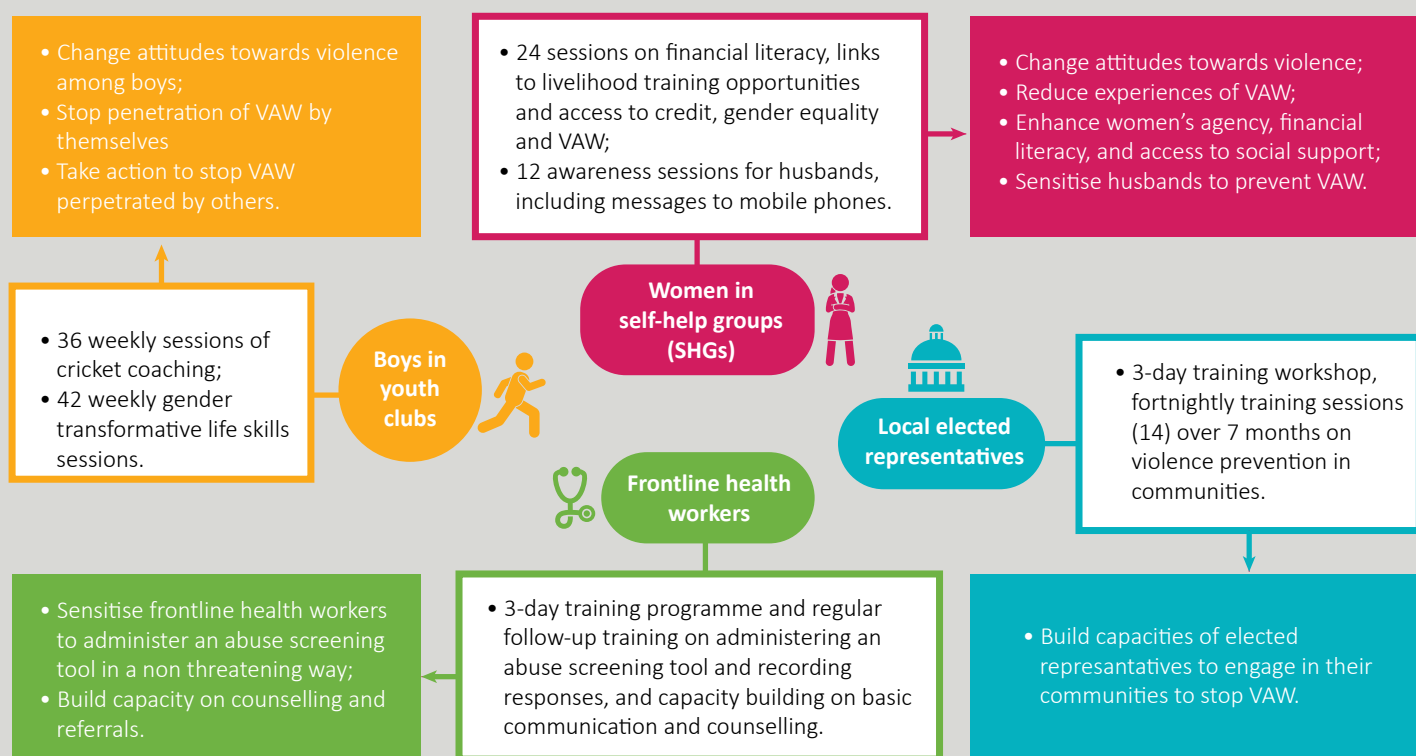 • Change attitudes towards violence
among boys;
• Stop penetration of VAW by
themselves
• Take action to stop VAW
perpetrated by others.
• 24 sessions on financial literacy, links
to livelihood training opportunities
and access to credit, gender equality
and VAW;
• 12 awareness sessions for husbands,
including messages to mobile phones.
• Change attitudes towards violence;
• Reduce experiences of VAW;
• Enhance women’s agency, financial
literacy, and access to social support;
• Sensitise husbands to prevent VAW.
• 36 weekly sessions of
cricket coaching;
• 42 weekly gender
transformative life skills
sessions.
Boys in
youth
clubs
Women in
self-help groups
(SHGs)
Local elected
representatives
• 3-day training workshop,
fortnightly training sessions
(14) over 7 months on
violence prevention in
communities.
Frontline health
workers
• Sensitise frontline health workers
to administer an abuse screening
tool in a non threatening way;
• Build capacity on counselling and
referrals.
• 3-day training programme and regular
follow-up training on administering an
abuse screening tool and recording
responses, and capacity building on basic
communication and counselling.
• Build capacities of elected
represantatives to engage in their
communities to stop VAW.